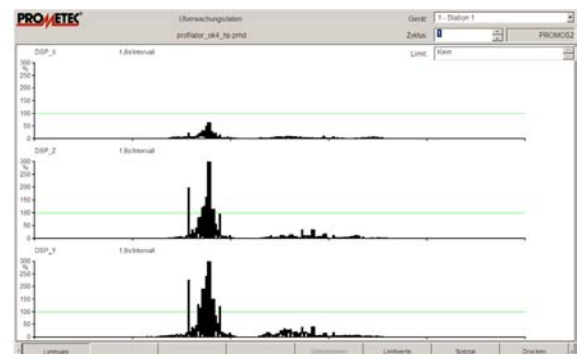 PROMETEC
Überwachungsdaten
Gerät: 1 - Station 1
profilator_ok4_hp.pmd
Zyklus: 1 PROMOS2
Limit: Kein
DSP_X 1,6s/Intervall
300
%
200
150
100
50
0
DSP_Z 1,6s/Intervall
300
%
250
200
150
100
50
0
DSP_Y 1,6s/Intervall
300
%
250
200
150
100
50
0
Limitwerte Spezial Drucken